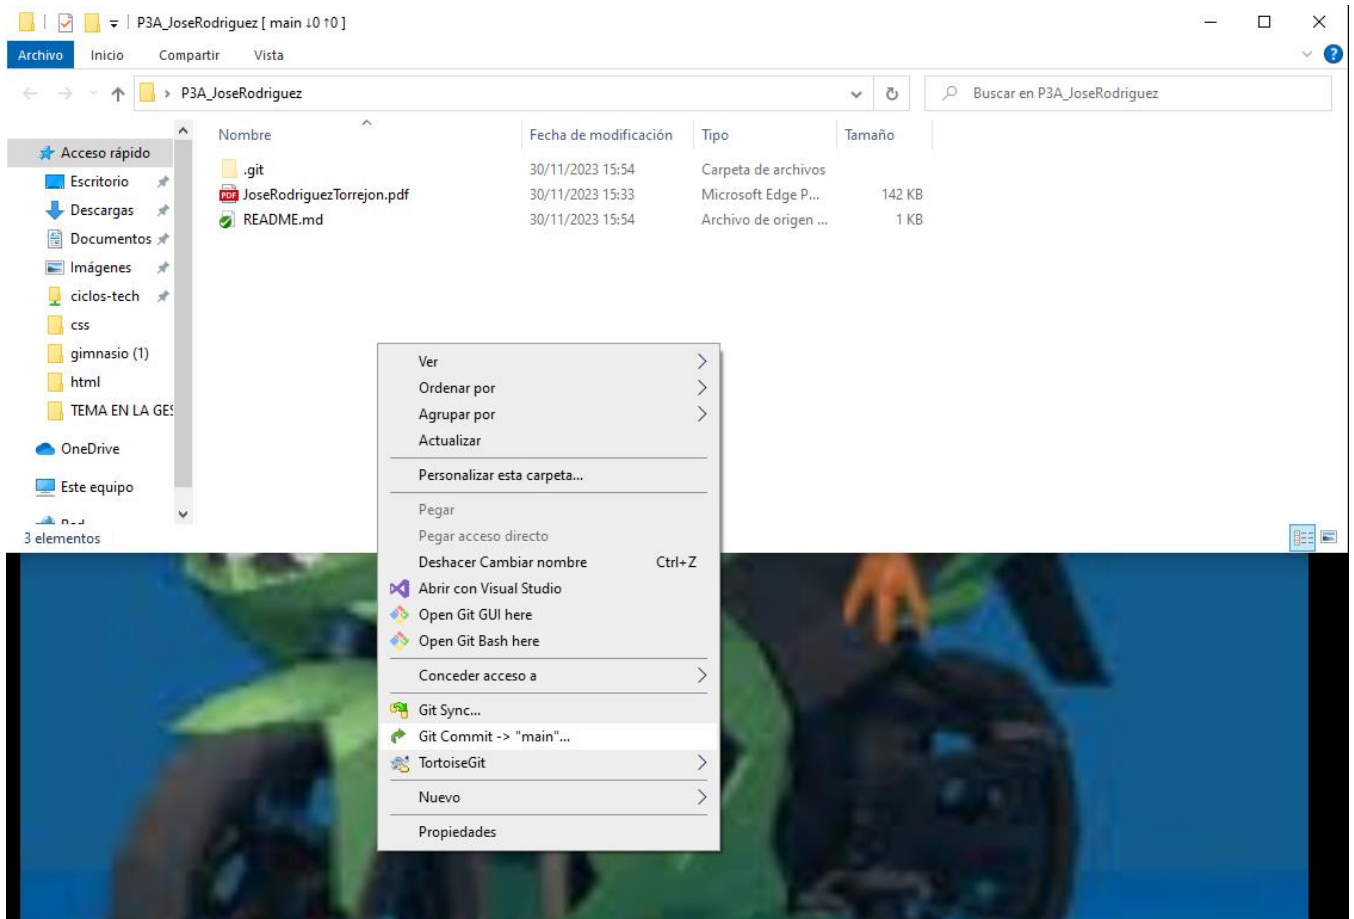 P3A_JoseRodriguez [ main ↓0 ↑0 ]
Archivo Inicio Compartir Vista
P3A_JoseRodriguez
Buscar en P3A_JoseRodriguez
Nombre Fecha de modificación Tipo Tamaño
.git 30/11/2023 15:54 Carpeta de archivos
JoseRodriguezTorrejon.pdf 30/11/2023 15:33 Microsoft Edge P... 142 KB
README.md 30/11/2023 15:54 Archivo de origen ... 1 KB
Acceso rápido
Escritorio
Descargas
Documentos
Imágenes
ciclos-tech
css
gimnasio (1)
html
TEMA EN LA GES
OneDrive
Este equipo
Red
3 elementos
Ver
Ordenar por
Agrupar por
Actualizar
Personalizar esta carpeta...
Pegar
Pegar acceso directo
Deshacer Cambiar nombre Ctrl+Z
Abrir con Visual Studio
Open Git GUI here
Open Git Bash here
Conceder acceso a
Git Sync...
Git Commit -> "main"...
TortoiseGit
Nuevo
Propiedades